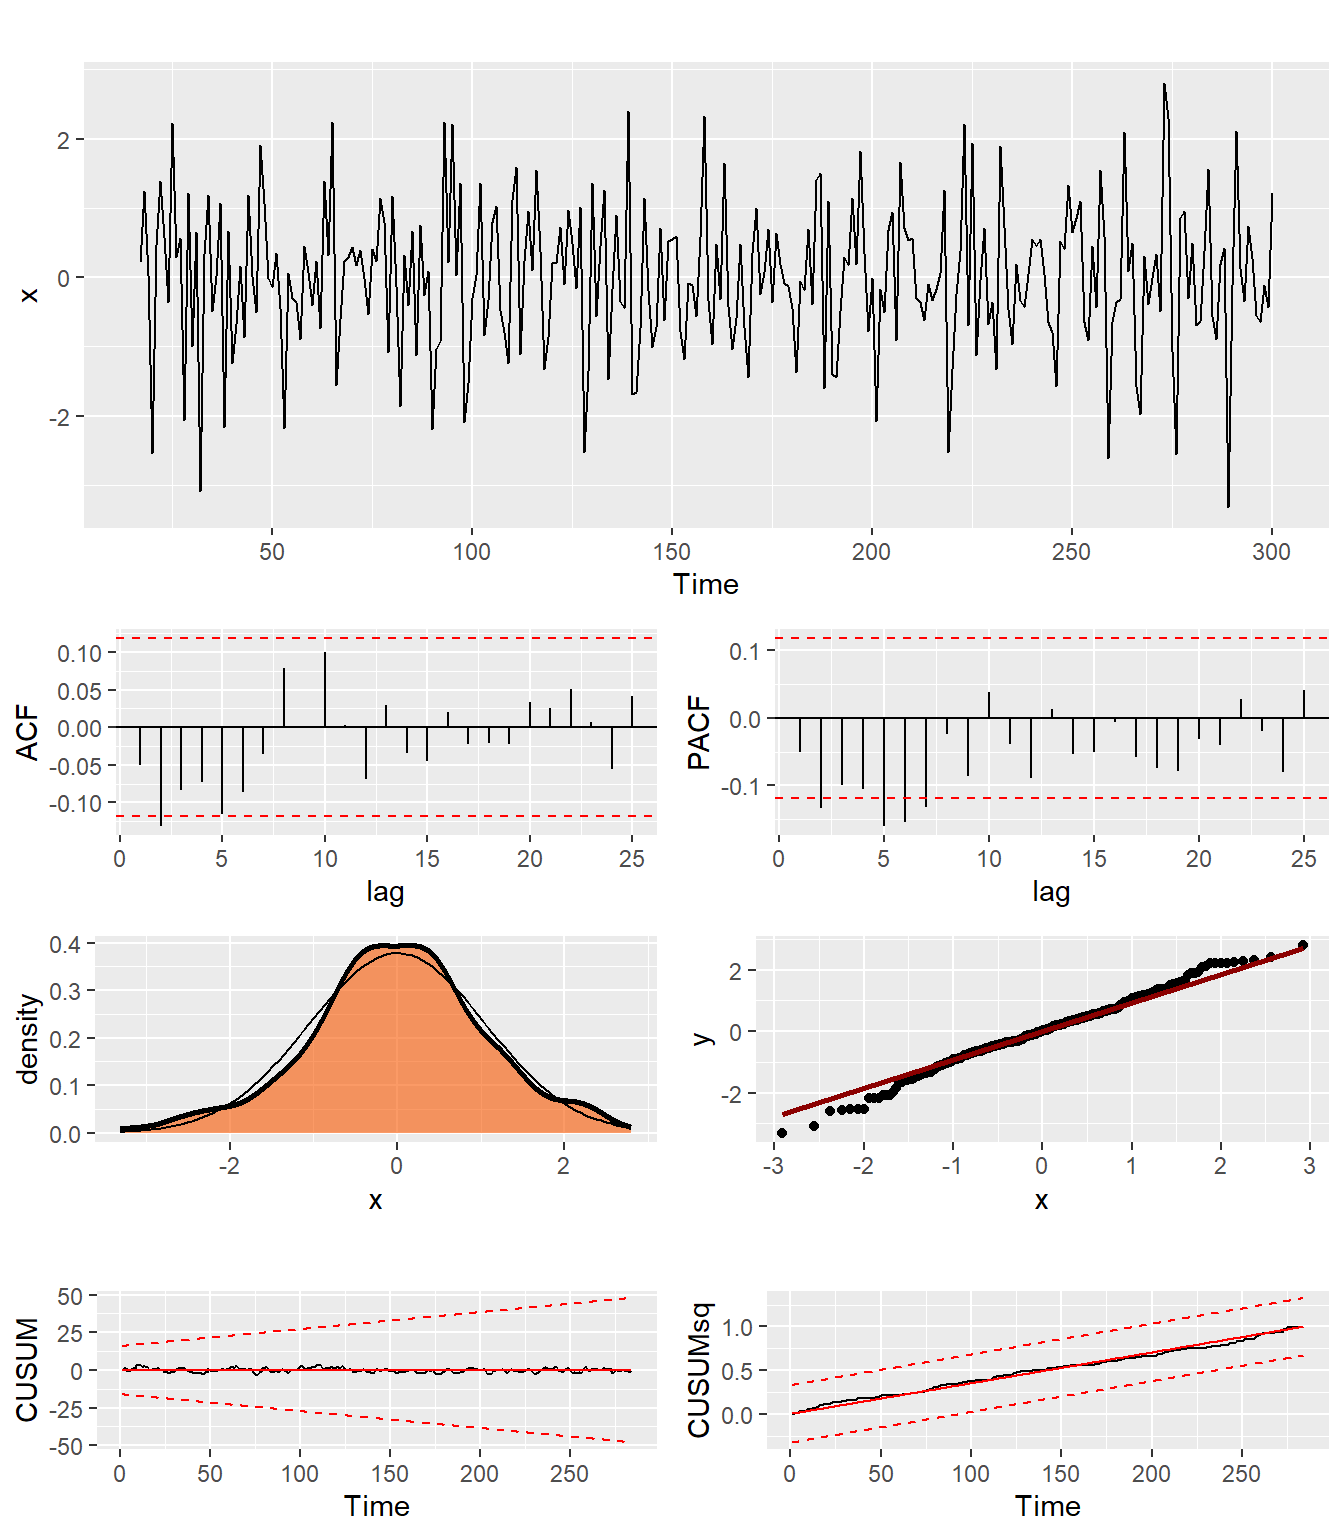 2
0
-2
x
50 100 150 200 250 300
Time
0.10
0.05
0.00
-0.05
-0.10
ACF
0 5 10 15 20 25
lag
0.1
0.0
-0.1
PACF
0 5 10 15 20 25
lag
0.4
0.3
0.2
0.1
0.0
density
-2 0 2
x
2
0
-2
y
-3 -2 -1 0 1 2 3
x
50
25
0
-25
-50
CUSUM
0 50 100 150 200 250
Time
1.0
0.5
0.0
CUSUMsq
0 50 100 150 200 250
Time